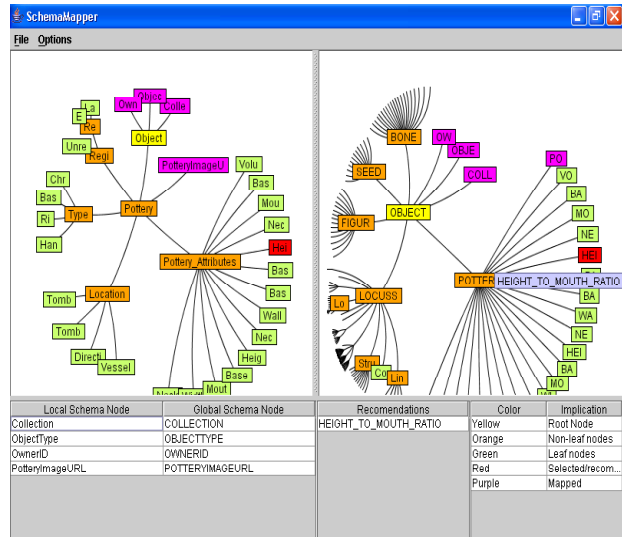 SchemaMapper
File Options
Objec
Own
Colle
La
E
Re
Object
Unre
Regi
PotteryImageU
Volu
Chr
Bas
Bas
Mou
Type
Pottery
Ri
Nec
Han
Hei
Pottery_Attributes
Bas
Location
Bas
Tomb
Wall
Tomb
Nec
Directi
Heig
Vessel
Base
Mout
BONE
OW
OBJE
PO
SEED
COLL
VO
BA
FIGUR
OBJECT
MO
NE
HEI
POTTER
HEIGHT_TO_MOUTH_RATIO
LOCUSS
BA
Lo
WA
NE
HEI
Stru
Co
Lin
BA
MO
Local Schema Node Global Schema Node Recomendations Color Implication
Collection COLLECTION HEIGHT_TO_MOUTH_RATIO Yellow Root Node
ObjectType OBJECTTYPE Orange Non-leaf nodes
OwnerID OWNERID Green Leaf nodes
PotteryImageURL POTTERYIMAGEURL Red Selected/recom...
Purple Mapped